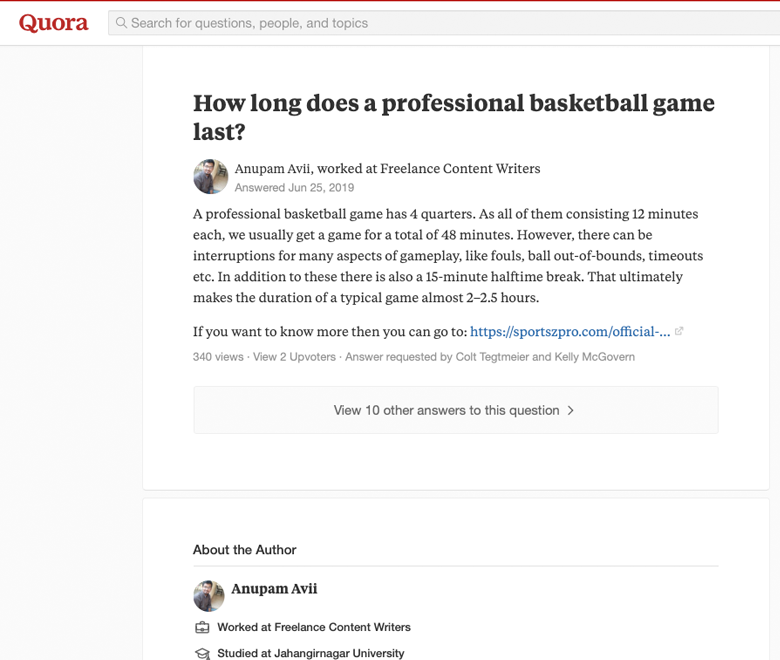 Quora
Search for questions, people, and topics
How long does a professional basketball game
last?
Anupam Avii, worked at Freelance Content Writers
Answered Jun 25, 2019
A professional basketball game has 4 quarters. As all of them consisting 12 minutes
each, we usually get a game for a total of 48 minutes. However, there can be
interruptions for many aspects of gameplay, like fouls, ball out-of-bounds, timeouts
etc. In addition to these there is also a 15-minute halftime break. That ultimately
makes the duration of a typical game almost 2–2.5 hours.
If you want to know more then you can go to: https://sportszpro.com/official-...
340 views · View 2 Upvoters · Answer requested by Colt Tegtmeier and Kelly McGovern
View 10 other answers to this question
About the Author
Anupam Avii
Worked at Freelance Content Writers
Studied at Jahangirnagar University